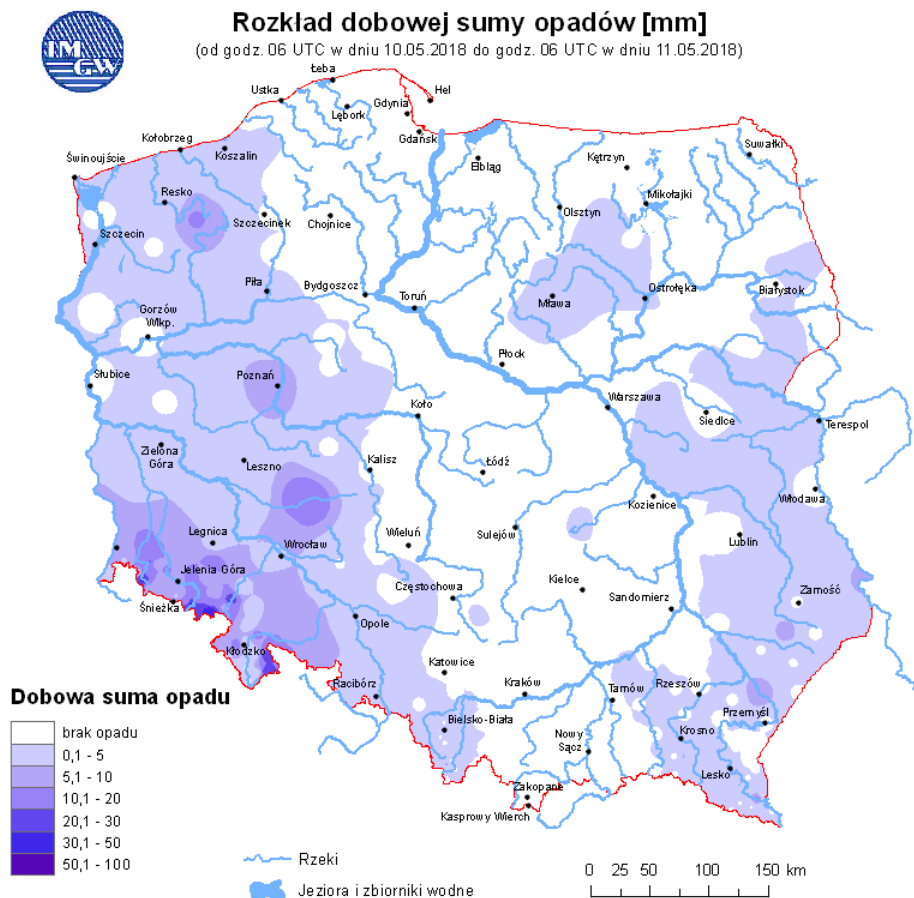 Rozkład dobowej sumy opadów [mm]
(od godz. 06 UTC w dniu 10.05.2018 do godz. 06 UTC w dniu 11.05.2018)
IM
GW
Łeba
Ustka
Hel
Lębork
Gdynia
Gdańsk
Kołobrzeg
Koszalin
Elbląg
Kętrzyn
Suwałki
Świnoujście
Resko
Szczecinek
Chojnice
Olsztyn
Mikołajki
Szczecin
Piła
Bydgoszcz
Toruń
Mława
Ostrołęka
Białystok
Gorzów
Wlkp.
Płock
Słubice
Poznań
Koło
Warszawa
Siedlce
Terespol
Zielona
Góra
Leszno
Kalisz
Łódź
Włodawa
Kozienice
Legnica
Wrocław
Wieluń
Sulejów
Lublin
Jelenia Góra
Częstochowa
Kielce
Sandomierz
Zamość
Śnieżka
Opole
Kłodzko
Katowice
Racibórz
Kraków
Tarnów
Rzeszów
Przemyśl
Bielsko-Biała
Nowy
Sącz
Krosno
Lesko
Zakopane
Kasprowy Wierch
Dobowa suma opadu
brak opadu
0,1 - 5
5,1 - 10
10,1 - 20
20,1 - 30
30,1 - 50
50,1 - 100
Rzeki
Jeziora i zbiorniki wodne
0 25 50 100 150 km